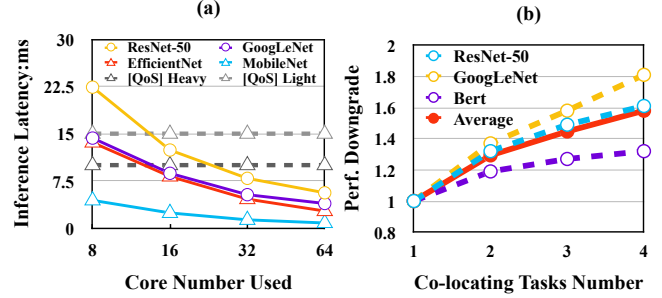 (a)
30
22.5
15
7.5
0
Inference Latency:ms
ResNet-50
GoogLeNet
EfficientNet
MobileNet
[QoS] Heavy
[QoS] Light
8
16
32
64
Core Number Used
(b)
2
1.8
1.6
1.4
1.2
1
0.8
Perf. Downgrade
ResNet-50
GoogLeNet
Bert
Average
1
2
3
4
Co-locating Tasks Number